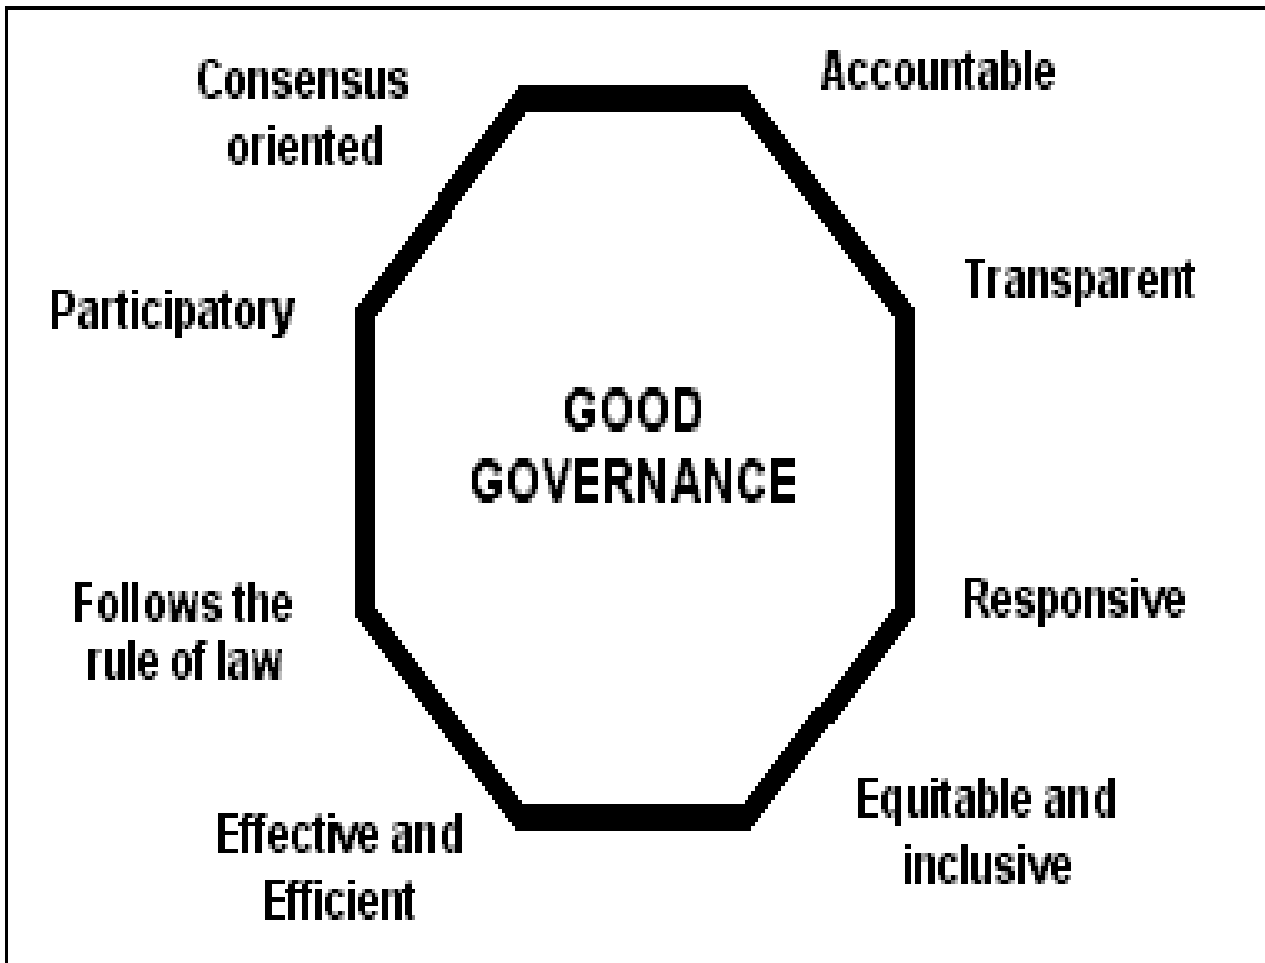 Consensus
oriented
Accountable
Participatory
Transparent
GOOD
GOVERNANCE
Follows the
rule of law
Responsive
Effective and
Efficient
Equitable and
inclusive